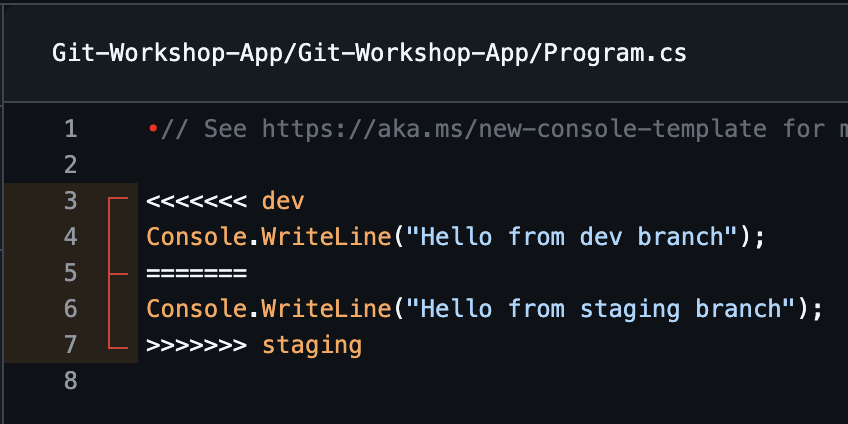 Git-Workshop-App/Git-Workshop-App/Program.cs
1 •// See https://aka.ms/new-console-template for
2
3 <<<<<<< dev
4 Console.WriteLine("Hello from dev branch");
5 =======
6 Console.WriteLine("Hello from staging branch");
7 >>>>>>> staging
8